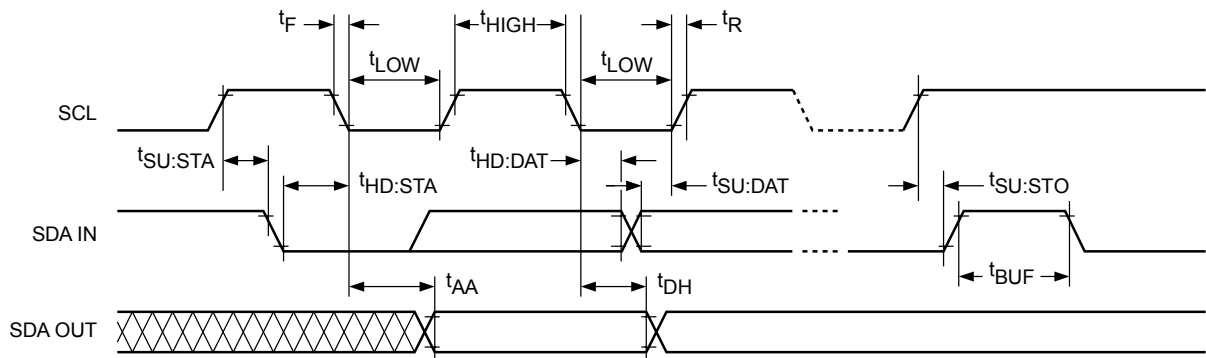 tF
tHIGH
tR
tLOW
tLOW
SCL
tSU:STA
tHD:DAT
tHD:STA
tSU:DAT
tSU:STO
SDA IN
tBUF
tAA
tDH
SDA OUT